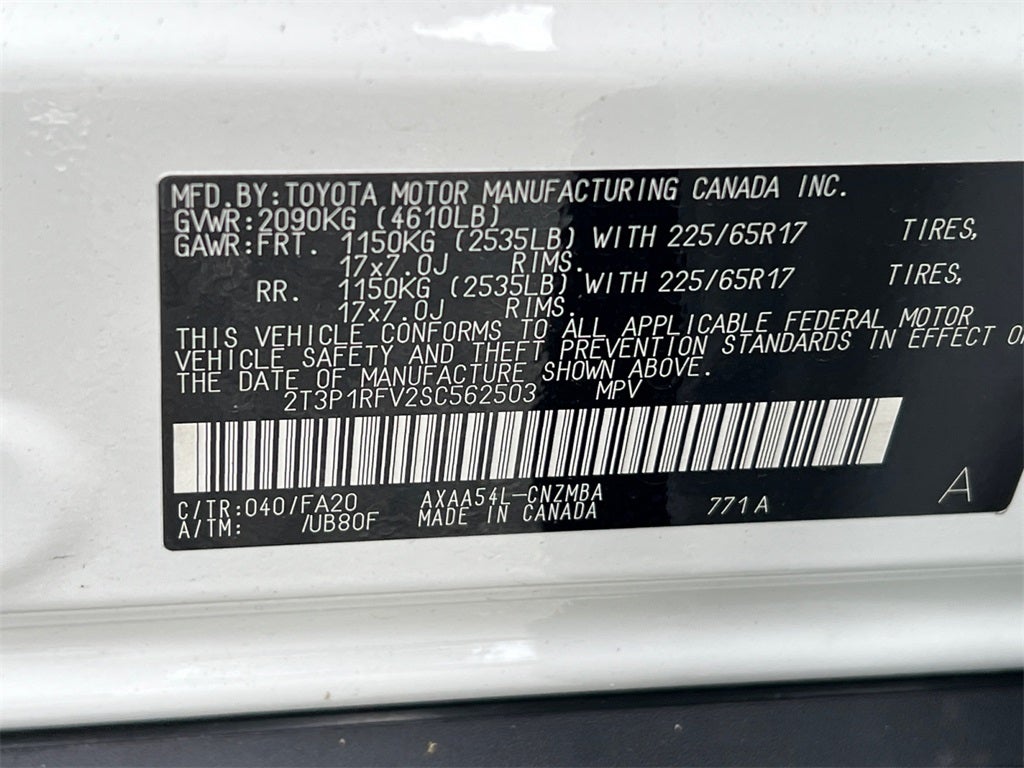 MFD.BY:TOYOTA MOTOR MANUFACTURING CANADA INC.
GVWR:2090KG (4610LB)
GAWR:FRT. 1150KG (2535LB) WITH 225/65R17 TIRES,
17x7.0J RIMS.
RR. 1150KG (2535LB) WITH 225/65R17 TIRES,
17x7.0J RIMS.
THIS VEHICLE CONFORMS TO ALL APPLICABLE FEDERAL MOTOR
VEHICLE SAFETY AND THEFT PREVENTION STANDARDS IN EFFECT
THE DATE OF MANUFACTURE SHOWN ABOVE.
2T3P1RFV2SC562503 MPV
C/TR:040/FA20 AXAA54L-CNZMBA 771A A
A/TM: /UB80F MADE IN CANADA